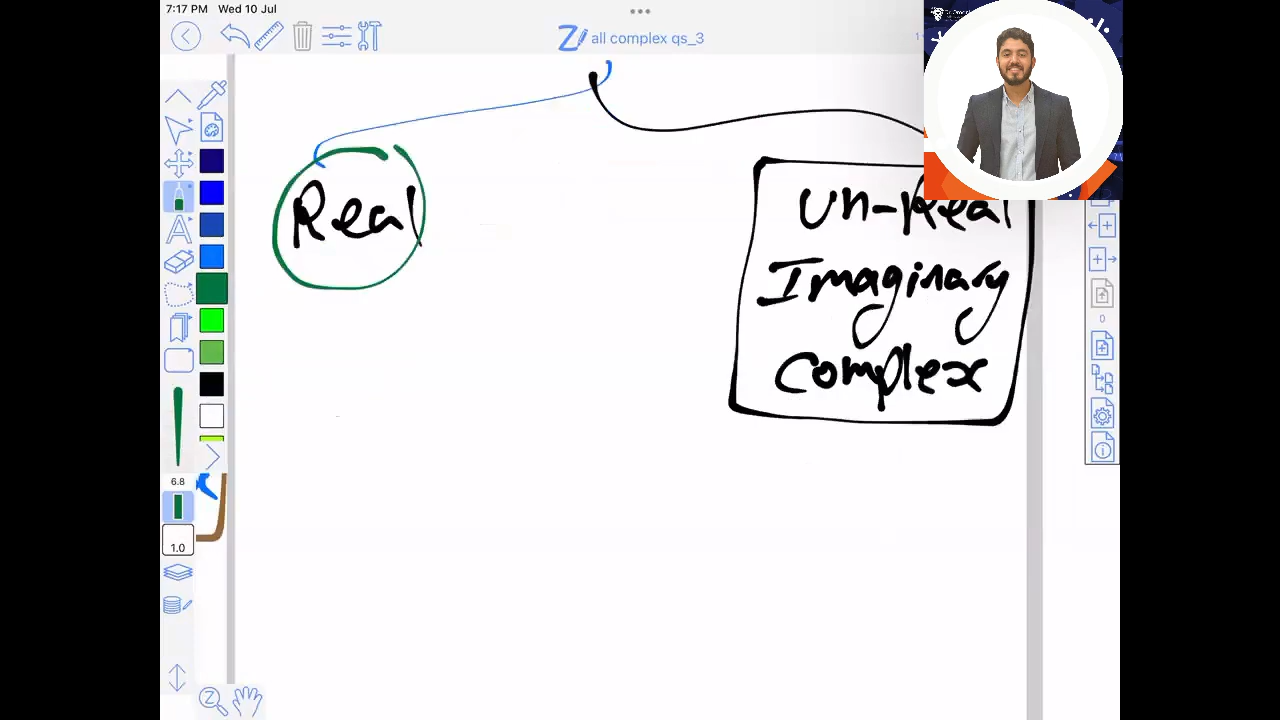 7:17 PM Wed 10 Jul
all complex qs_3
Real
Un-Real
Imaginary
Complex
6.8
1.0
0